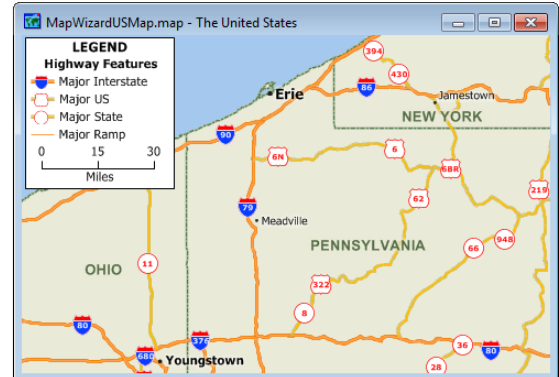 MapWizardUSMap.map - The United States
LEGEND
Highway Features
Major Interstate
Major US
Major State
Major Ramp
0 15 30
Miles
394
430
Erie
86
Jamestown
NEW YORK
90
6N
6
6BR
219
62
79
Meadville
PENNSYLVANIA
948
66
11
OHIO
322
8
80
376
36
80
680
Youngstown
28